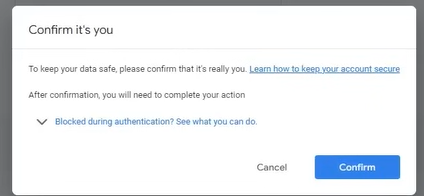 Confirm it's you
To keep your data safe, please confirm that it's really you. Learn how to keep your account secure
After confirmation, you will need to complete your action
Blocked during authentication? See what you can do.
Cancel Confirm